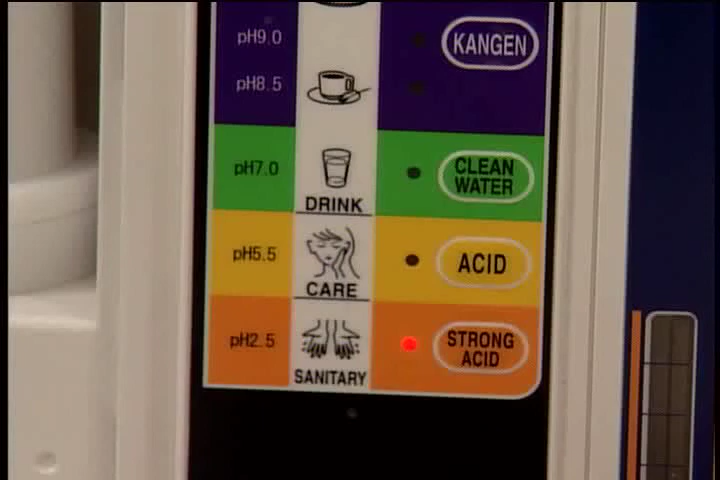 pH9.0
KANGEN
pH8.5
pH7.0
CLEAN
WATER
DRINK
pH5.5
ACID
CARE
pH2.5
STRONG
ACID
SANITARY